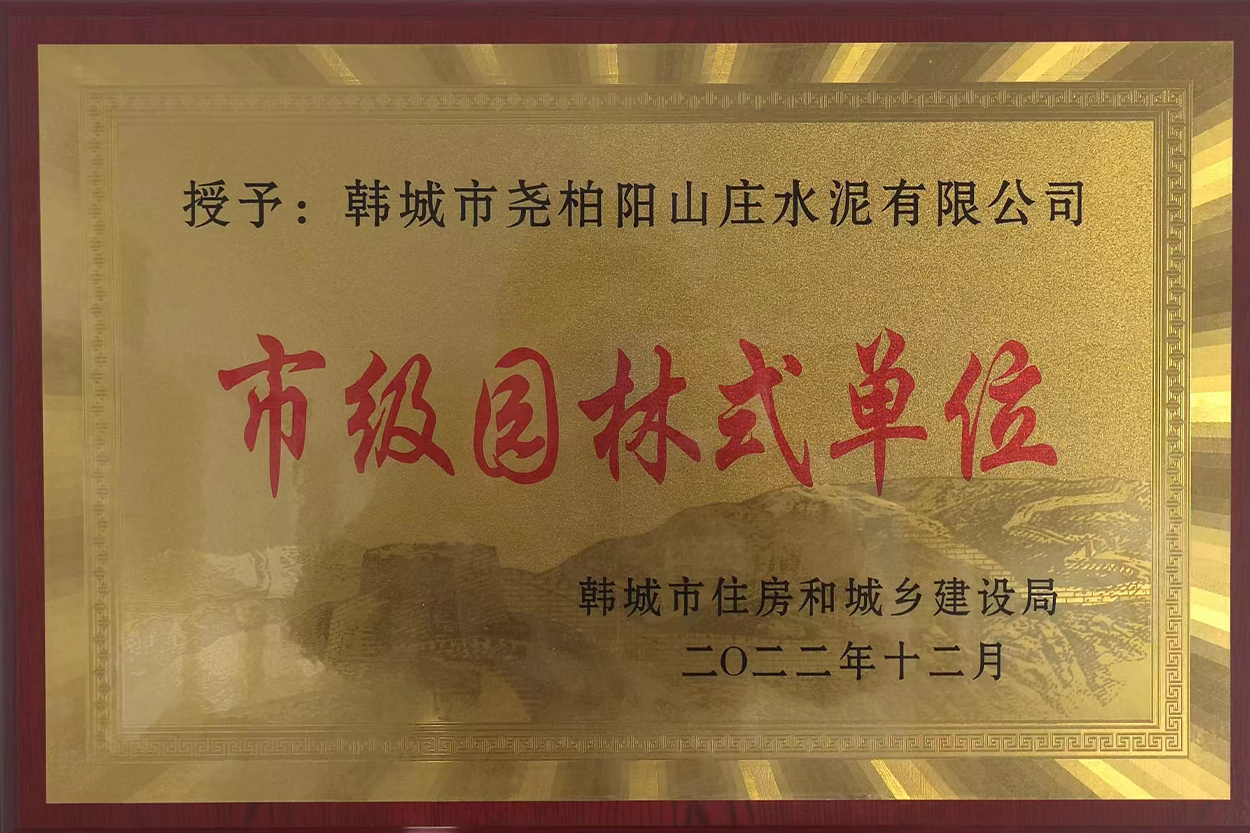 授予：韩城市尧柏阳山庄水泥有限公司
市级园林式单位
韩城市住房和城乡建设局
二〇二二年十二月